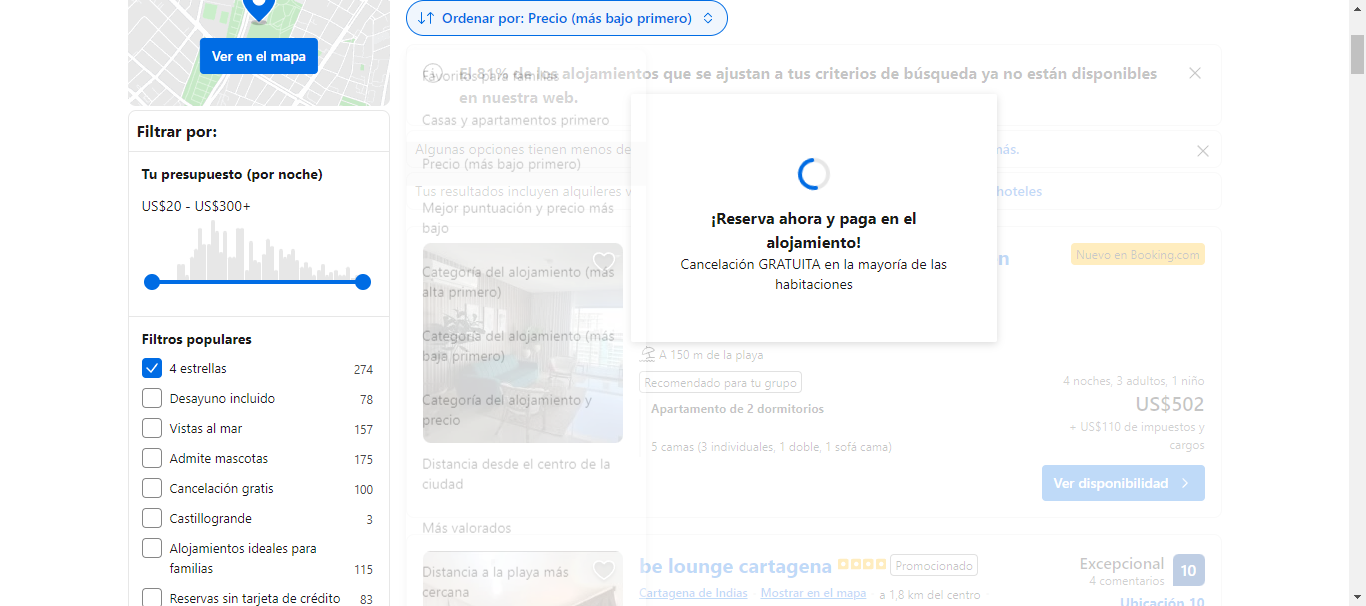 Ver en el mapa
Filtrar por:
Tu presupuesto (por noche)
US$20 - US$300+
Filtros populares
4 estrellas 274
Desayuno incluido 78
Vistas al mar 157
Admite mascotas 175
Cancelación gratis 100
Castillogrande 3
Alojamientos ideales para
familias 115
Reservas sin tarjeta de crédito 83
Ordenar por: Precio (más bajo primero)
El 81% de los alojamientos que se ajustan a tus criterios de búsqueda ya no están disponibles
en nuestra web.
Favoritos para familias
Casas y apartamentos primero
Precio (más bajo primero)
Mejor puntuación y precio más
bajo
Categoría del alojamiento (más
alta primero)
Categoría del alojamiento (más
baja primero)
Categoría del alojamiento y
precio
Distancia desde el centro de la
ciudad
Más valorados
Distancia a la playa más
cercana
Algunas opciones tienen menos de
más.
Tus resultados incluyen alquileres v
hoteles
¡Reserva ahora y paga en el
alojamiento!
Cancelación GRATUITA en la mayoría de las
habitaciones
n
Nuevo en Booking.com
A 150 m de la playa
Recomendado para tu grupo
Apartamento de 2 dormitorios
5 camas (3 individuales, 1 doble, 1 sofá cama)
4 noches, 3 adultos, 1 niño
US$502
+ US$110 de impuestos y
cargos
Ver disponibilidad
be lounge cartagena
Promocionado
Cartagena de Indias Mostrar en el mapa a 1,8 km del centro
Excepcional 10
4 comentarios
Ubicación 10